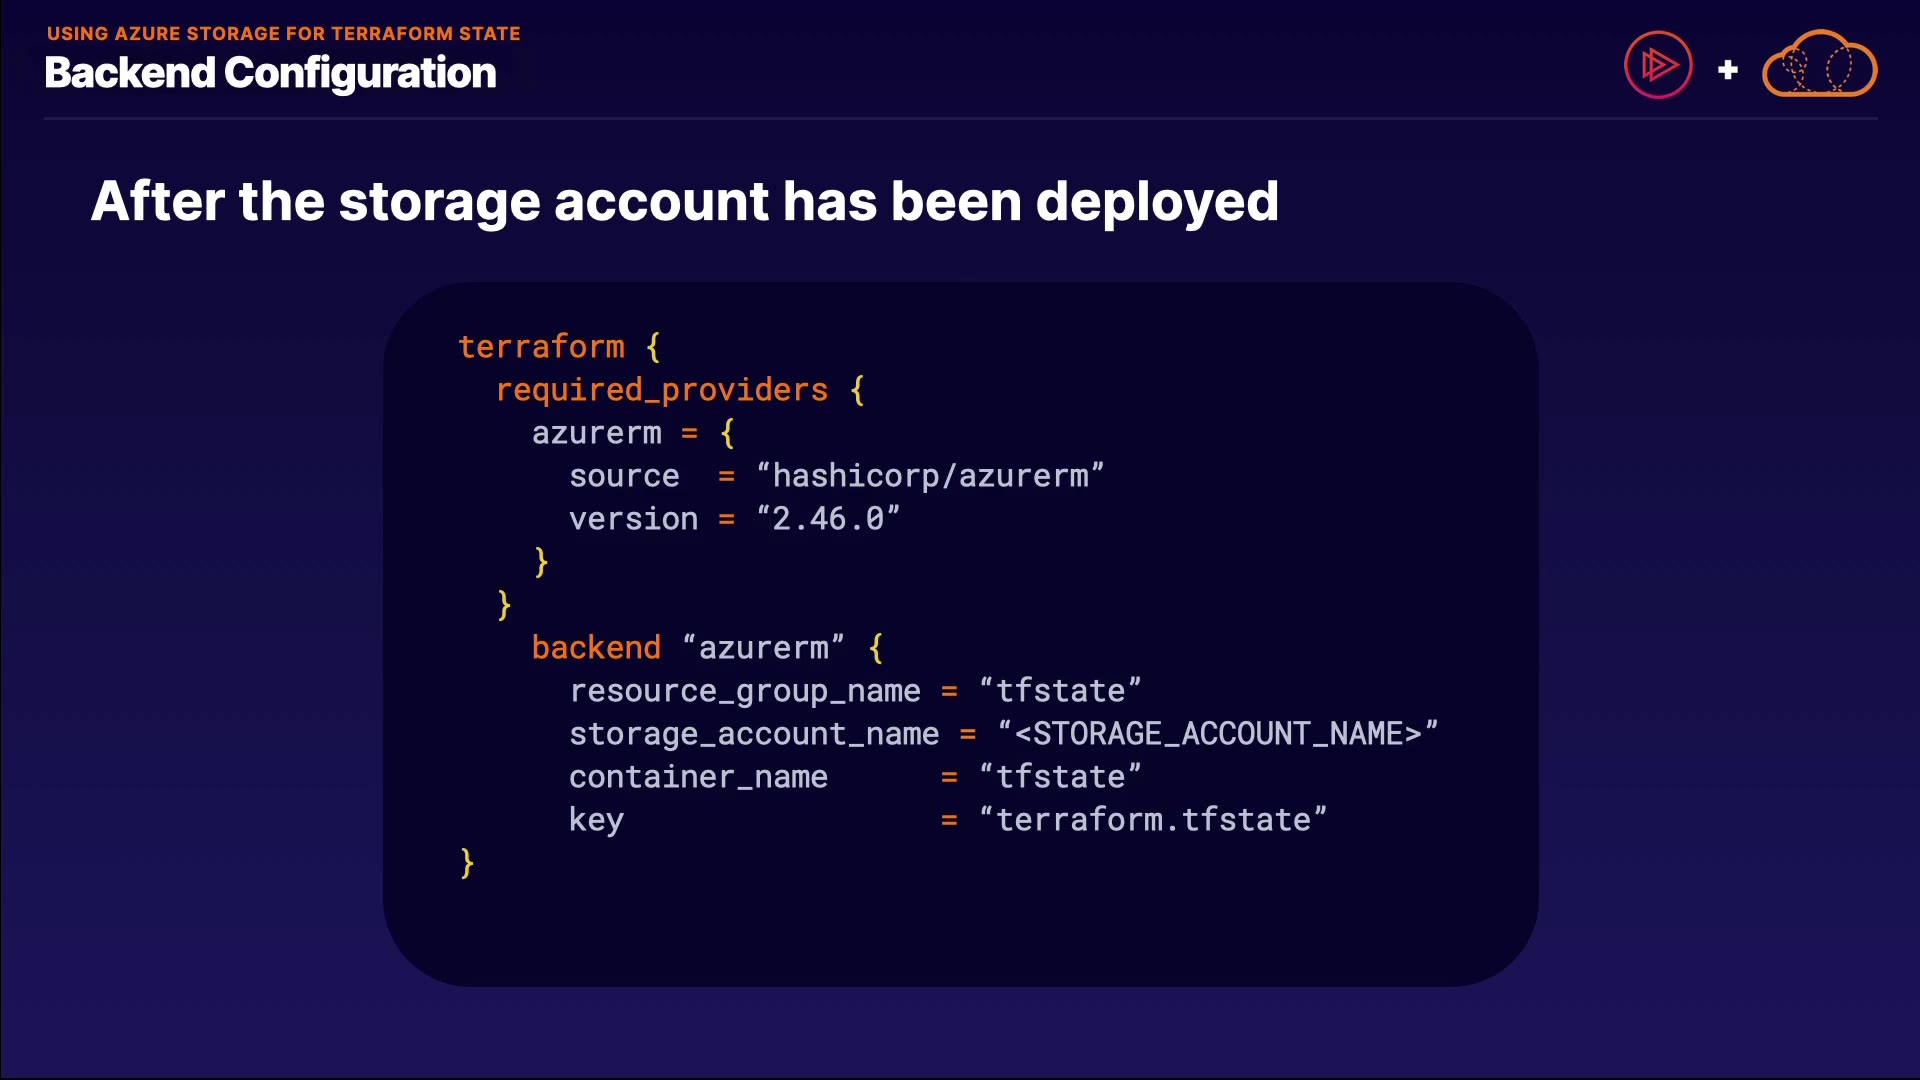 USING AZURE STORAGE FOR TERRAFORM STATE
Backend Configuration
+
After the storage account has been deployed
terraform {
  required_providers {
    azurerm = {
      source  = “hashicorp/azurerm”
      version = “2.46.0”
    }
  }
    backend “azurerm” {
      resource_group_name = “tfstate”
      storage_account_name = “<STORAGE_ACCOUNT_NAME>”
      container_name      = “tfstate”
      key                 = “terraform.tfstate”
}